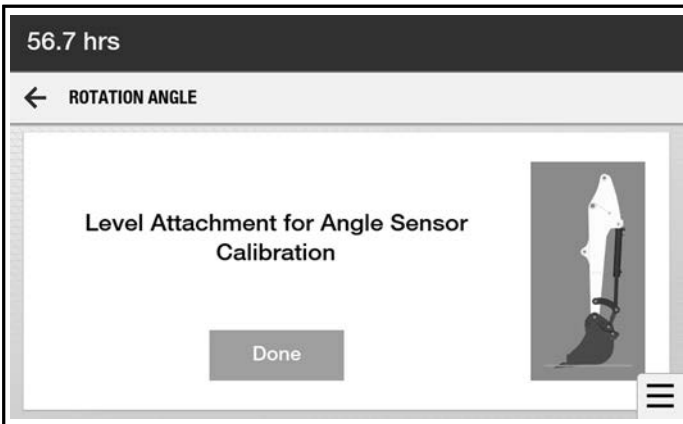 56.7 hrs
ROTATION ANGLE
Level Attachment for Angle Sensor
Calibration
Done